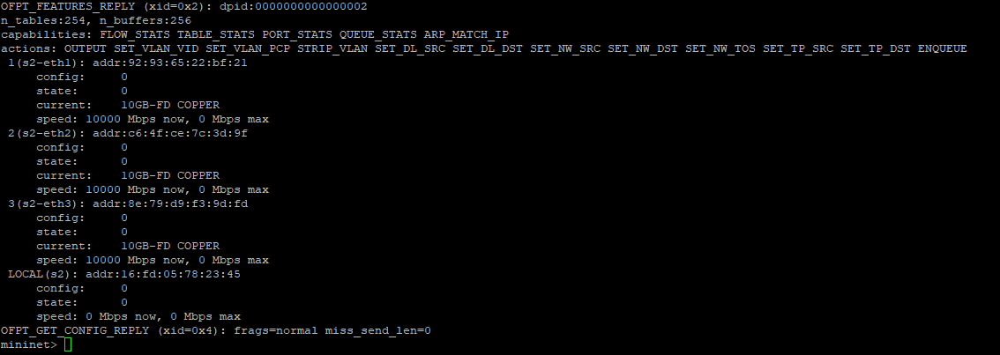 OFPT_FEATURES_REPLY (xid=0x2): dpid:0000000000000002
n_tables:254, n_buffers:256
capabilities: FLOW_STATS TABLE_STATS PORT_STATS QUEUE_STATS ARP_MATCH_IP
actions: OUTPUT SET_VLAN_VID SET_VLAN_PCP STRIP_VLAN SET_DL_SRC SET_DL_DST SET_NW_SRC SET_NW_DST SET_NW_TOS SET_TP_SRC SET_TP_DST ENQUEUE
 1(s2-eth1): addr:92:93:65:22:bf:21
     config:     0
     state:      0
     current:    10GB-FD COPPER
     speed: 10000 Mbps now, 0 Mbps max
 2(s2-eth2): addr:c6:4f:ce:7c:3d:9f
     config:     0
     state:      0
     current:    10GB-FD COPPER
     speed: 10000 Mbps now, 0 Mbps max
 3(s2-eth3): addr:8e:79:d9:f3:9d:fd
     config:     0
     state:      0
     current:    10GB-FD COPPER
     speed: 10000 Mbps now, 0 Mbps max
 LOCAL(s2): addr:16:fd:05:78:23:45
     config:     0
     state:      0
     speed: 0 Mbps now, 0 Mbps max
OFPT_GET_CONFIG_REPLY (xid=0x4): frags=normal miss_send_len=0
mininet>